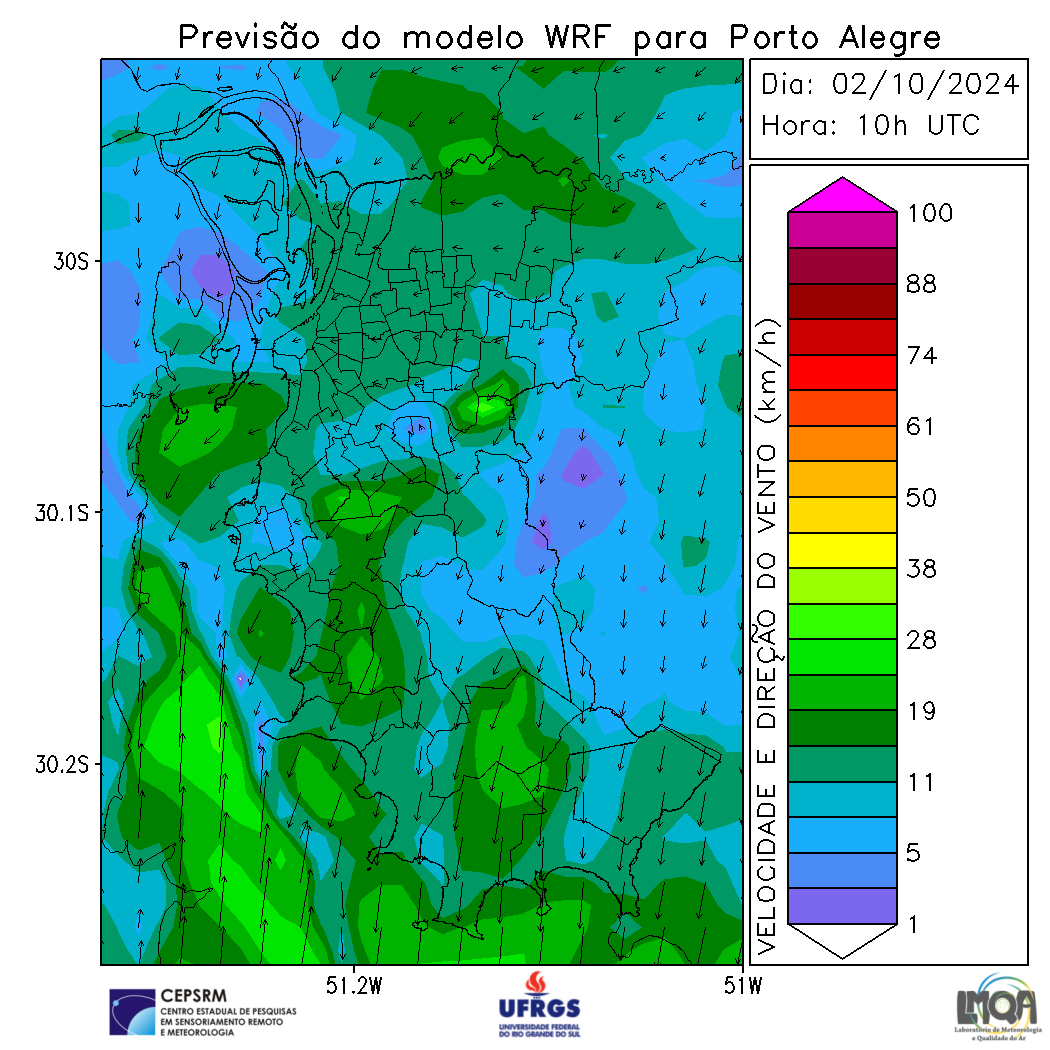 Previsão do modelo WRF para Porto Alegre
Dia: 02/10/2024
Hora: 10h UTC
30S
30.1S
30.2S
51.2W
51W
VELOCIDADE E DIREÇÃO DO VENTO (km/h)
100
88
74
61
50
38
28
19
11
5
1
CEPSRM
CENTRO ESTADUAL DE PESQUISAS
EM SENSORIAMENTO REMOTO
E METEOROLOGIA
UFRGS
UNIVERSIDADE FEDERAL
DO RIO GRANDE DO SUL
LMQA
Laboratório de Meteorologia
e Qualidade do Ar